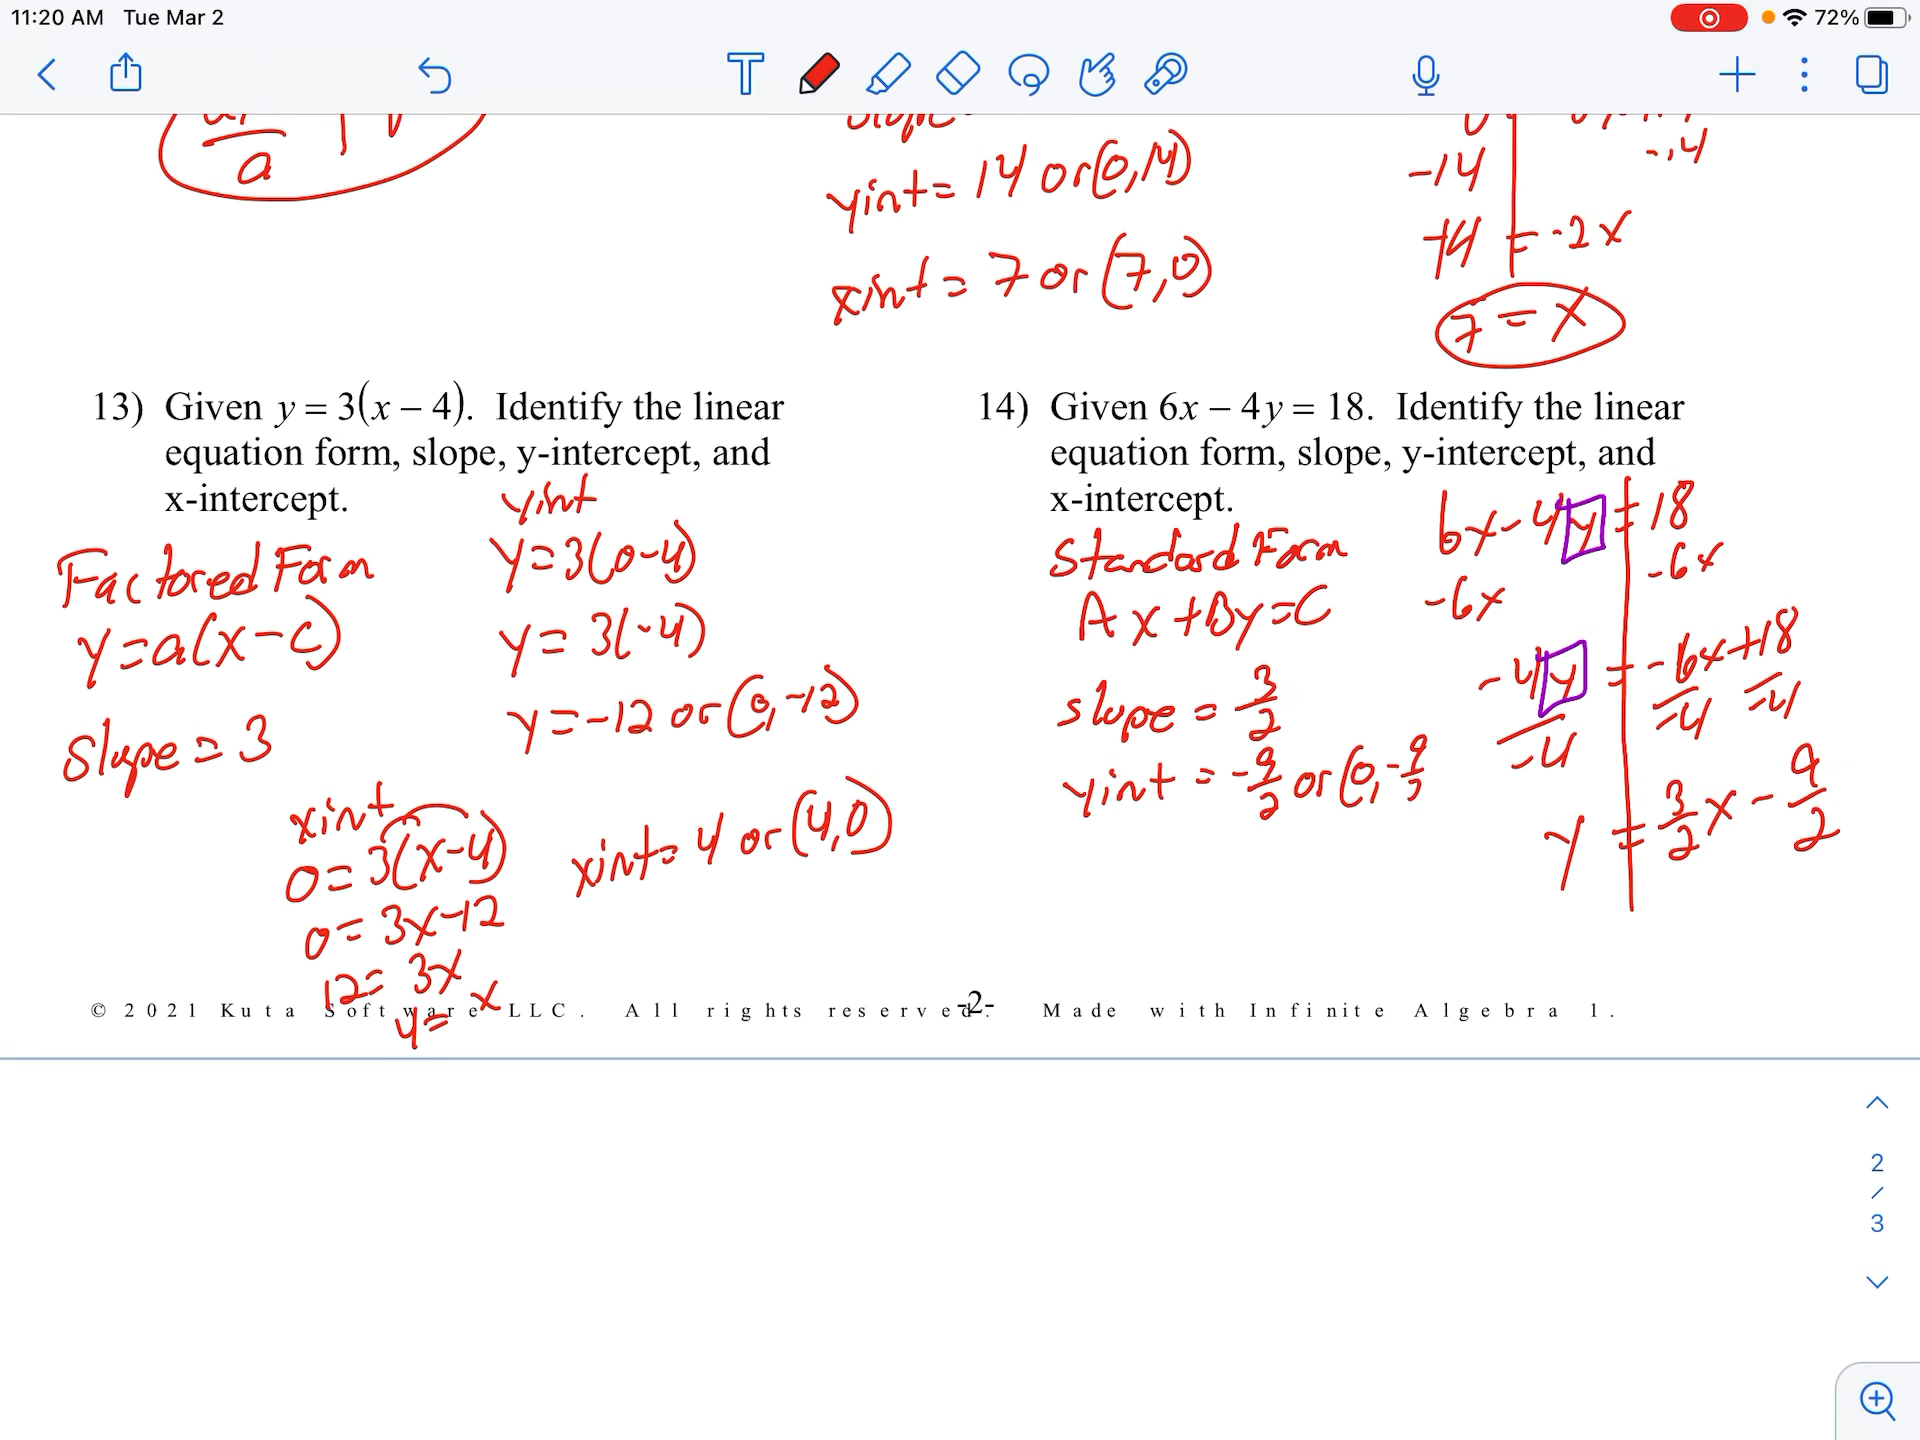 11:20 AM Tue Mar 2
72%
a
yint = 14 or (0,14)
xint = 7 or (7,0)
-14
-14
14 = -2x
7 = x
13) Given y = 3(x – 4). Identify the linear
equation form, slope, y-intercept, and
x-intercept.
Factored Form
y=a(x-c)
Slope = 3
yint
y=3(0-4)
y= 3(-4)
y=-12 or (0,-12)
xint
0=3(x-4)
0= 3x-12
12= 3x
4= x
xint= 4 or (4,0)
14) Given 6x – 4y = 18. Identify the linear
equation form, slope, y-intercept, and
x-intercept.
Standard Form
Ax+By=C
slope = 3/2
yint = -9/2 or (0,-9/2
6x-4y = 18
-6x -6x
-4y = -6x+18
-4 -4 -4
y = 3/2 x - 9/2
© 2021 Kuta Software LLC. All rights reserved. -2- Made with Infinite Algebra 1.
2
/
3